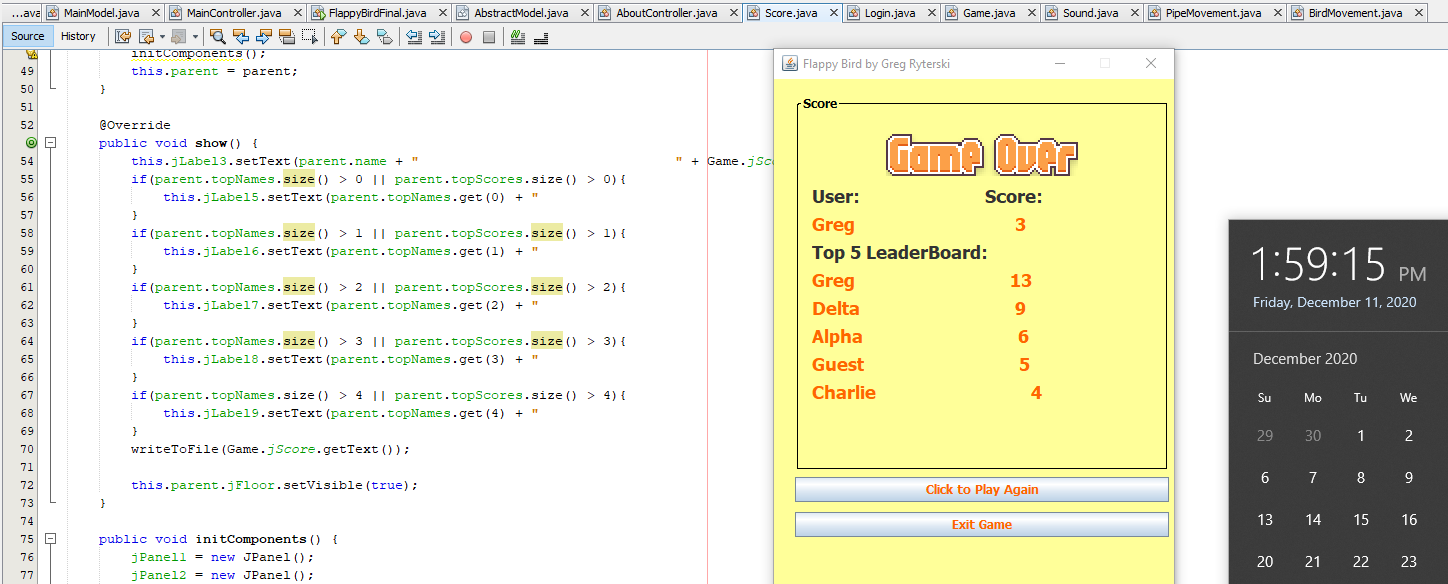 ...ava MainModel.java MainController.java FlappyBirdFinal.java AbstractModel.java AboutController.java Score.java Login.java Game.java Sound.java PipeMovement.java BirdMovement.java
Source History
initComponents();
49 this.parent = parent;
50 }
51
52 @Override
public void show() {
54 this.jLabel3.setText(parent.name + " " + Game.jSc
55 if(parent.topNames.size() > 0 || parent.topScores.size() > 0){
56 this.jLabel5.setText(parent.topNames.get(0) + "
57 }
58 if(parent.topNames.size() > 1 || parent.topScores.size() > 1){
59 this.jLabel6.setText(parent.topNames.get(1) + "
60 }
61 if(parent.topNames.size() > 2 || parent.topScores.size() > 2){
62 this.jLabel7.setText(parent.topNames.get(2) + "
63 }
64 if(parent.topNames.size() > 3 || parent.topScores.size() > 3){
65 this.jLabel8.setText(parent.topNames.get(3) + "
66 }
67 if(parent.topNames.size() > 4 || parent.topScores.size() > 4){
68 this.jLabel9.setText(parent.topNames.get(4) + "
69 }
70 writeToFile(Game.jScore.getText());
71
72 this.parent.jFloor.setVisible(true);
73 }
74
75 public void initComponents() {
76 jPanel1 = new JPanel();
77 jPanel2 = new JPanel();
Flappy Bird by Greg Ryterski
Score
Game Over
User: Score:
Greg 3
Top 5 LeaderBoard:
Greg 13
Delta 9
Alpha 6
Guest 5
Charlie 4
Click to Play Again
Exit Game
1:59:15 PM
Friday, December 11, 2020
December 2020
Su Mo Tu We
29 30 1 2
6 7 8 9
13 14 15 16
20 21 22 23